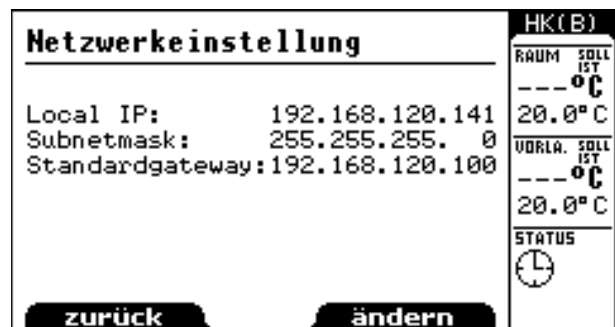 Netzwerkeinstellung
Local IP: 192.168.120.141
Subnetmask: 255.255.255. 0
Standardgateway:192.168.120.100
zurück
ändern
HK(B)
RAUM SOLL
IST
---°C
20.0°C
VORLA. SOLL
IST
---°C
20.0°C
STATUS